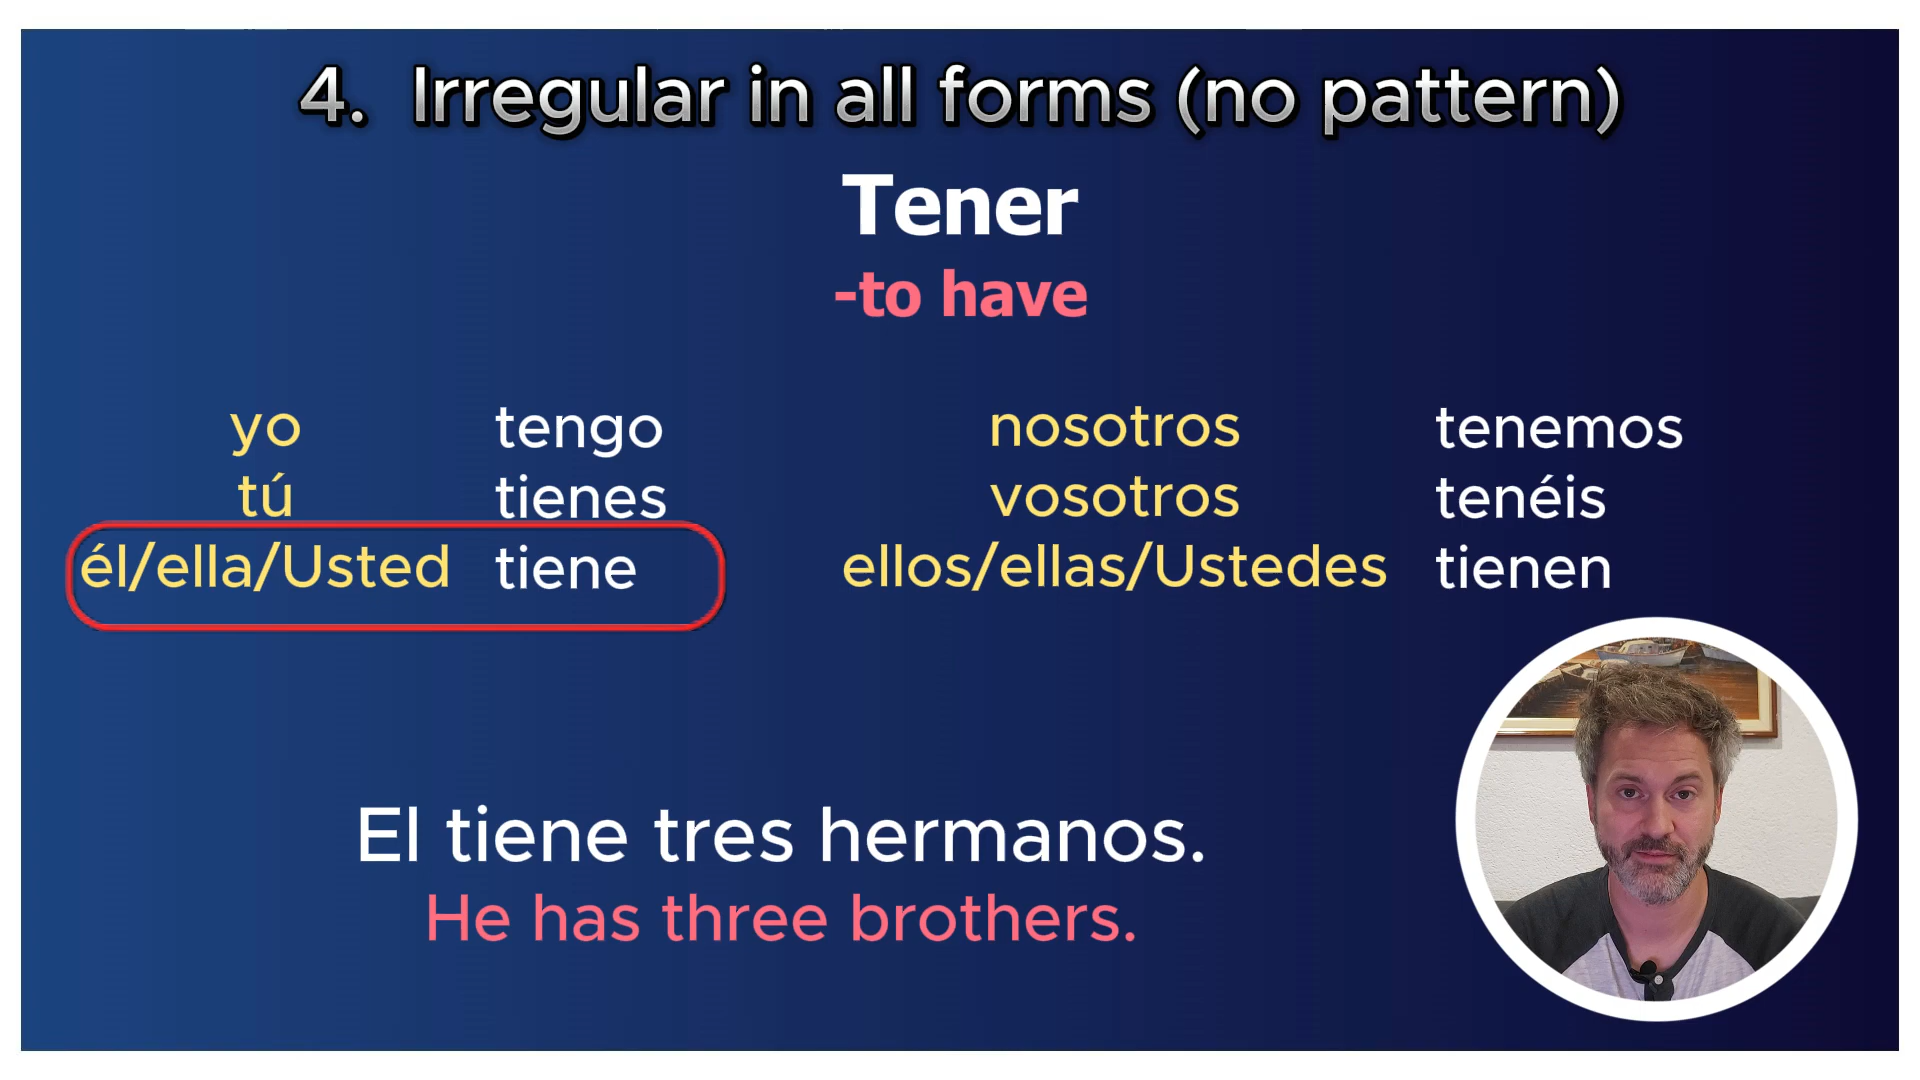 4. Irregular in all forms (no pattern)
Tener
-to have
yo tengo nosotros tenemos
tú tienes vosotros tenéis
él/ella/Usted tiene ellos/ellas/Ustedes tienen
El tiene tres hermanos.
He has three brothers.